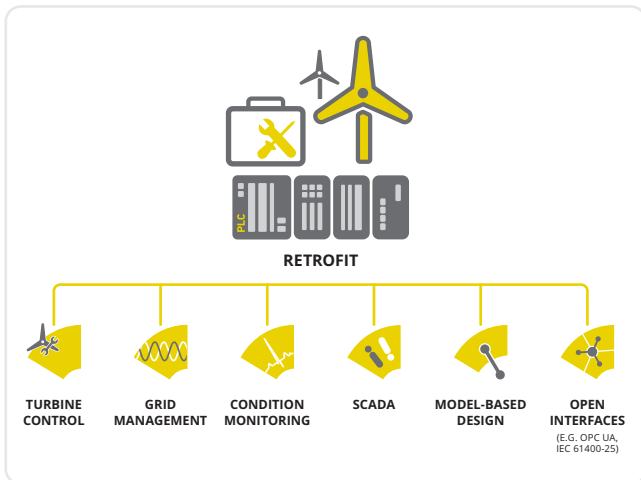 PLC
RETROFIT
TURBINE
CONTROL
GRID
MANAGEMENT
CONDITION
MONITORING
SCADA
MODEL-BASED
DESIGN
OPEN
INTERFACES
(E.G. OPC UA,
IEC 61400-25)